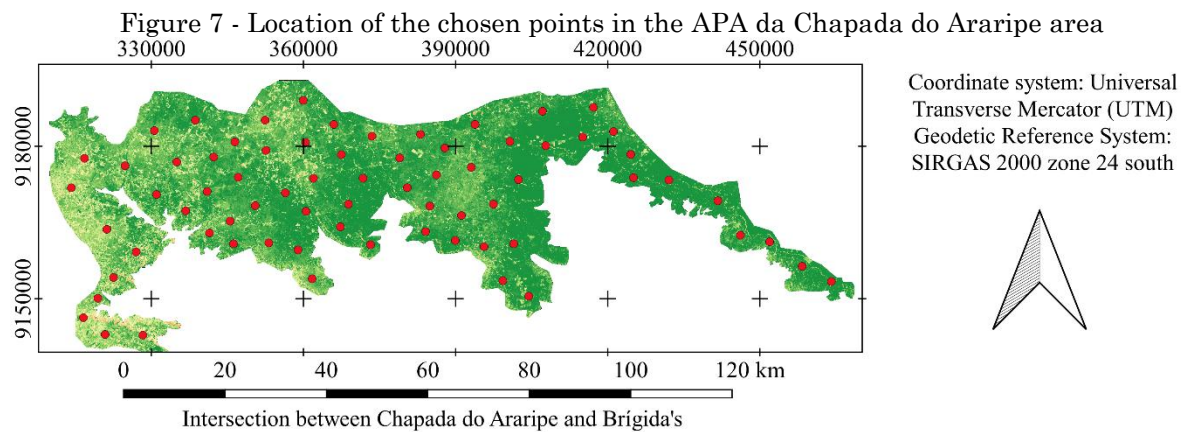 Figure 7 - Location of the chosen points in the APA da Chapada do Araripe area
330000 360000 390000 420000 450000
Coordinate system: Universal
Transverse Mercator (UTM)
Geodetic Reference System:
SIRGAS 2000 zone 24 south
9180000
9150000
0 20 40 60 80 100 120 km
Intersection between Chapada do Araripe and Brígida's